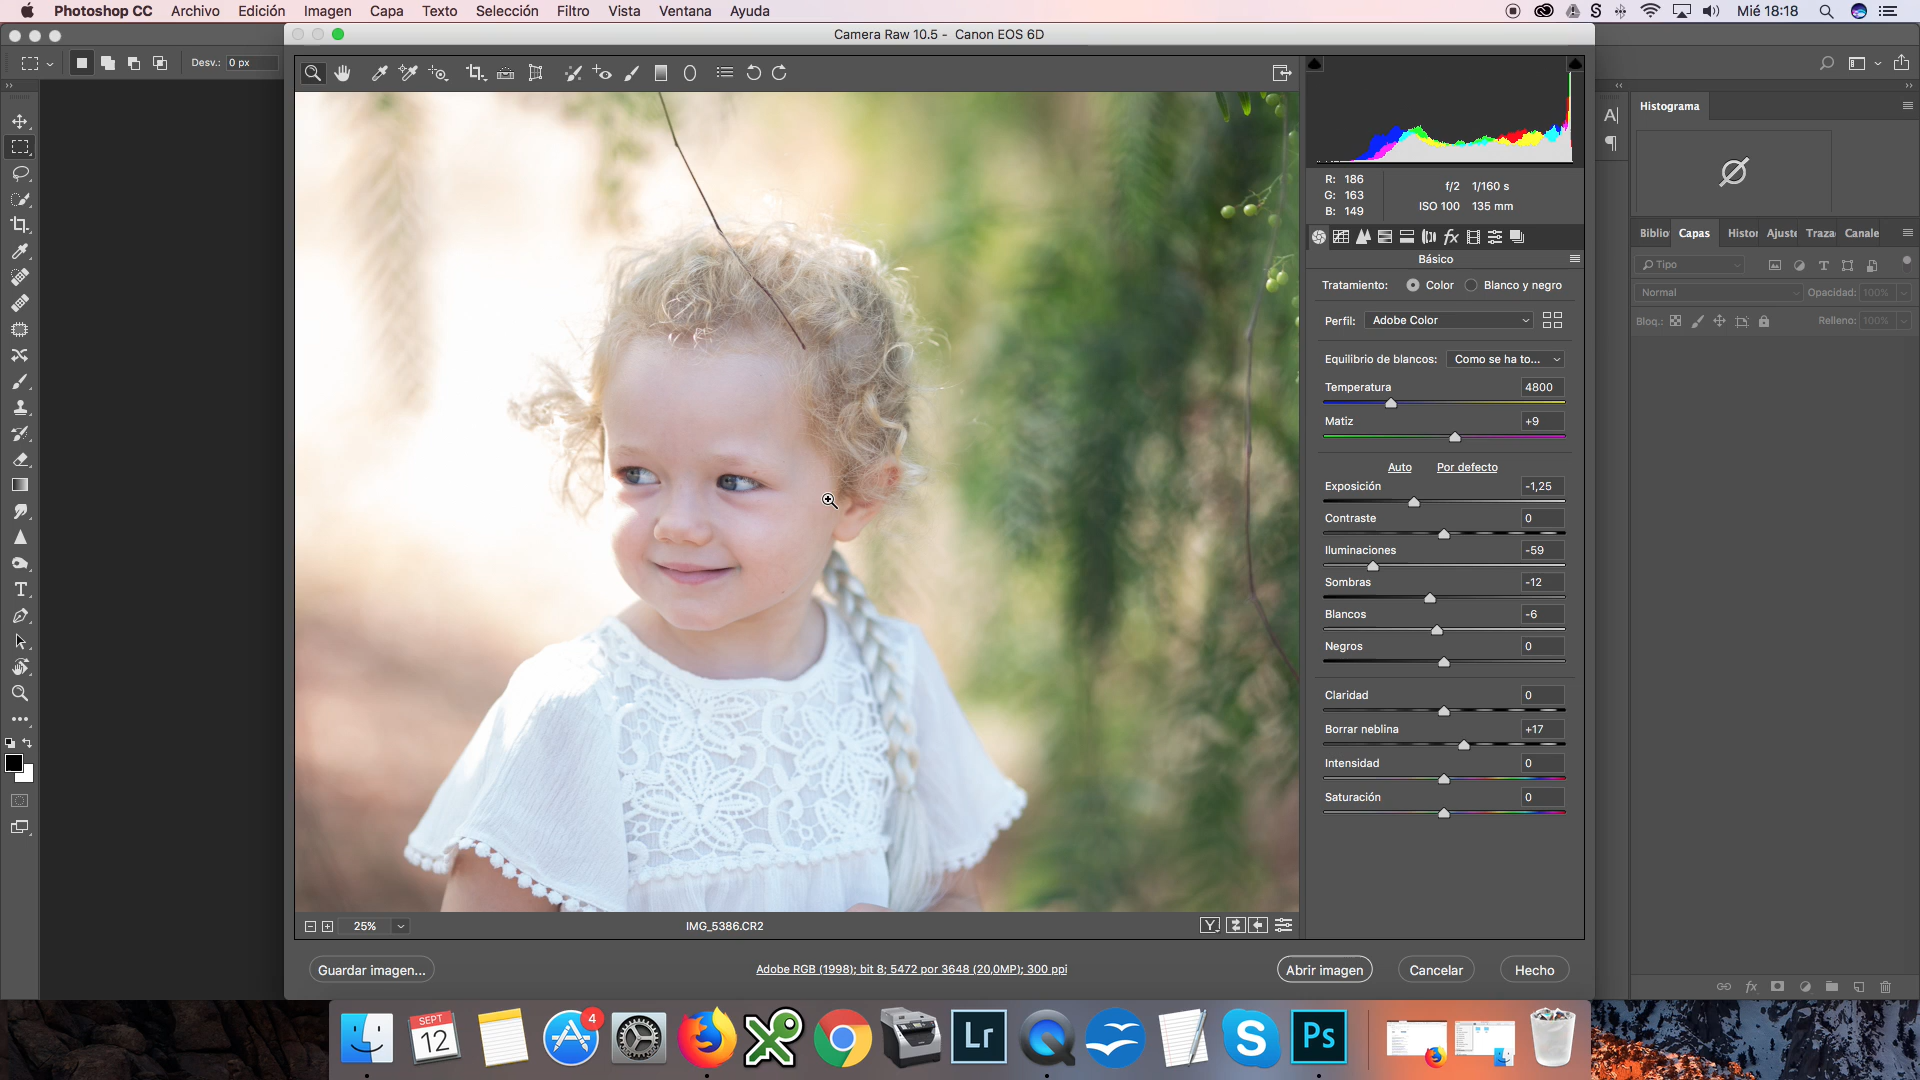 Photoshop CC Archivo Edición Imagen Capa Texto Selección Filtro Vista Ventana Ayuda Mié 18:18
Camera Raw 10.5 - Canon EOS 6D
Desv.: 0 px
Histograma
R: 186
G: 163
B: 149
f/2 1/160 s
ISO 100 135 mm
Básico
Tratamiento: Color Blanco y negro
Perfil: Adobe Color
Equilibrio de blancos: Como se ha to...
Temperatura 4800
Matiz +9
Auto Por defecto
Exposición -1,25
Contraste 0
Iluminaciones -59
Sombras -12
Blancos -6
Negros 0
Claridad 0
Borrar neblina +17
Intensidad 0
Saturación 0
Biblio Capas Histor Ajuste Traza Canale
Tipo
Normal Opacidad: 100%
Bloq.: Relleno: 100%
25% IMG_5386.CR2
Guardar imagen... Adobe RGB (1998); bit 8; 5472 por 3648 (20,0MP); 300 ppi Abrir imagen Cancelar Hecho
SEPT
12
4
Lr
Ps